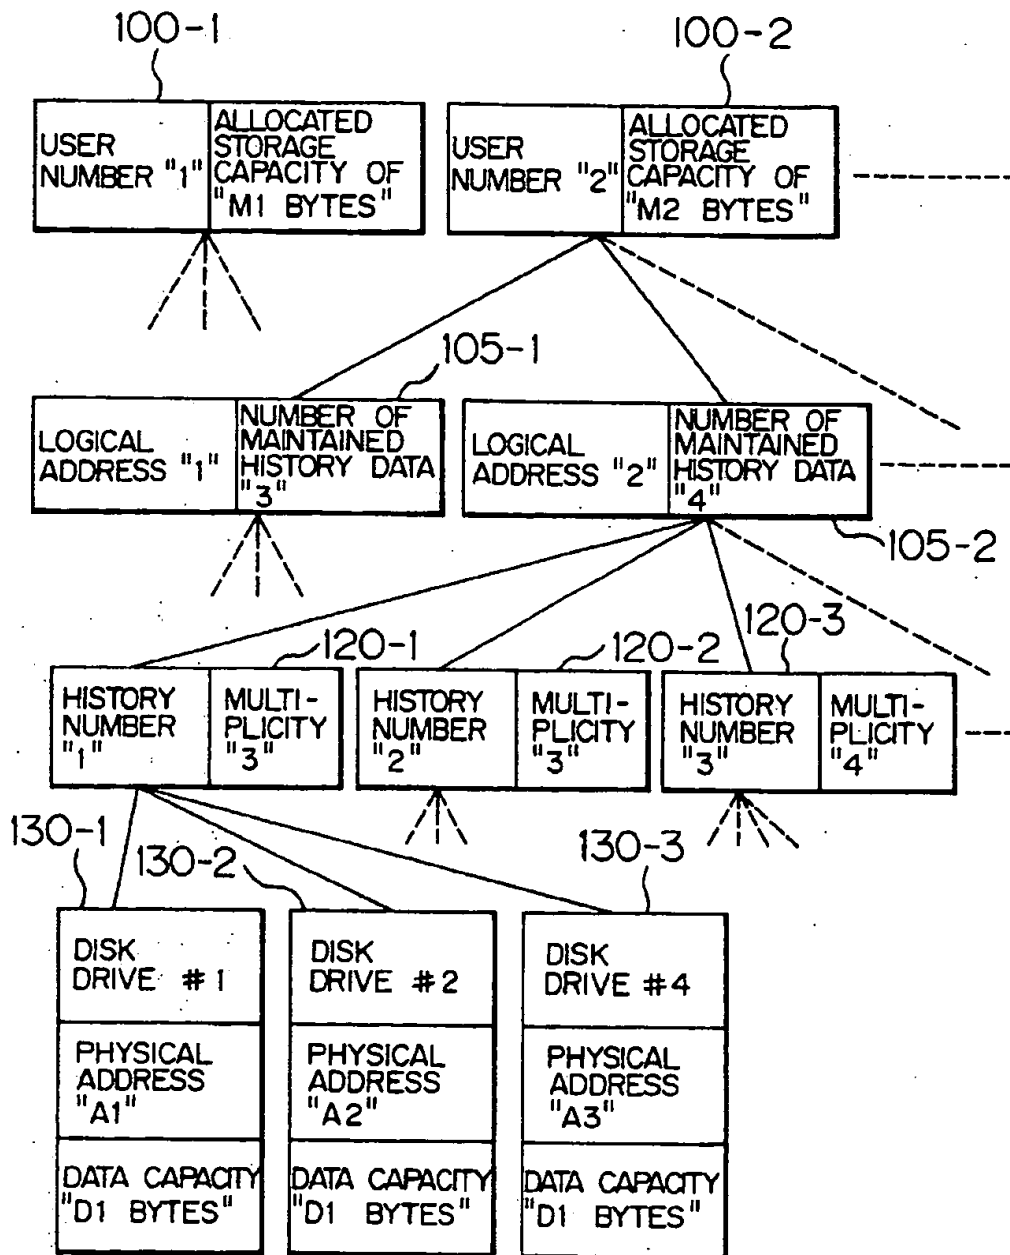 100-1
100-2
USER
NUMBER "1"
ALLOCATED
STORAGE
CAPACITY OF
"M1 BYTES"
USER
NUMBER "2"
ALLOCATED
STORAGE
CAPACITY OF
"M2 BYTES"
105-1
LOGICAL
ADDRESS "1"
NUMBER OF
MAINTAINED
HISTORY DATA
"3"
LOGICAL
ADDRESS "2"
NUMBER OF
MAINTAINED
HISTORY DATA
"4"
105-2
120-1
120-2
120-3
HISTORY
NUMBER
"1"
MULTI-
PLICITY
"3"
HISTORY
NUMBER
"2"
MULTI-
PLICITY
"3"
HISTORY
NUMBER
"3"
MULTI-
PLICITY
"4"
130-1
130-2
130-3
DISK
DRIVE #1
PHYSICAL
ADDRESS
"A1"
DATA CAPACITY
"D1 BYTES"
DISK
DRIVE #2
PHYSICAL
ADDRESS
"A2"
DATA CAPACITY
"D1 BYTES"
DISK
DRIVE #4
PHYSICAL
ADDRESS
"A3"
DATA CAPACITY
"D1 BYTES"